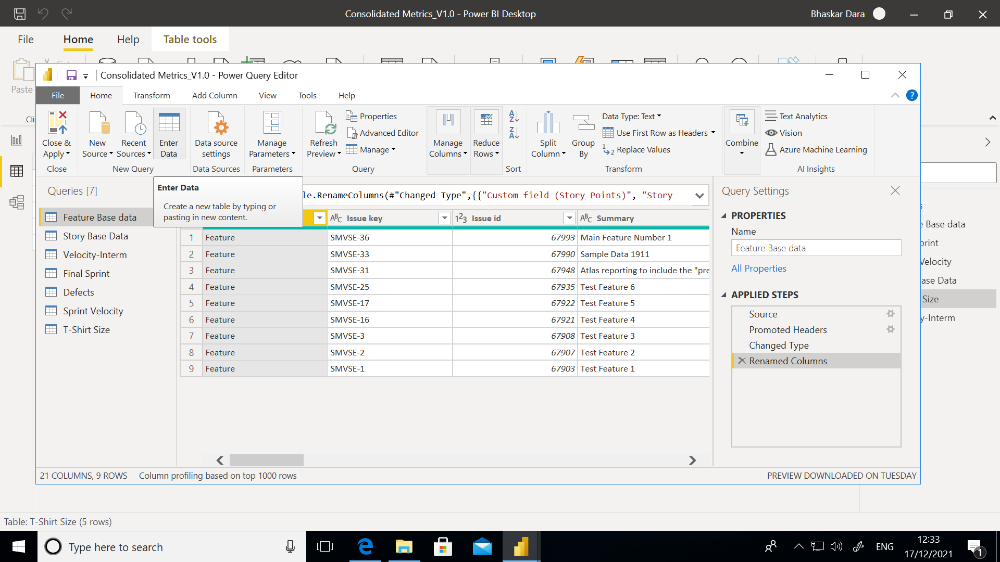 Consolidated Metrics_V1.0 - Power BI Desktop
Bhaskar Dara
File Home Help Table tools
Paste
Consolidated Metrics_V1.0 - Power Query Editor
File Home Transform Add Column View Tools Help
Close & Apply
New Source
Recent Sources
Enter Data
Data source settings
Manage Parameters
Refresh Preview
Properties
Advanced Editor
Manage
Manage Columns
Reduce Rows
Split Column
Group By
Data Type: Text
Use First Row as Headers
Replace Values
Combine
Text Analytics
Vision
Azure Machine Learning
Close New Query Data Sources Parameters Query Sort Transform AI Insights
Queries [7]
Feature Base data
Story Base Data
Velocity-Interm
Final Sprint
Defects
Sprint Velocity
T-Shirt Size
Enter Data
Create a new table by typing or
pasting in new content.
le.RenameColumns(#"Changed Type",{{"Custom field (Story Points)", "Story
ABC Issue key 123 Issue id ABC Summary
1 Feature SMVSE-36 67993 Main Feature Number 1
2 Feature SMVSE-33 67990 Sample Data 1911
3 Feature SMVSE-31 67948 Atlas reporting to include the "pre
4 Feature SMVSE-25 67935 Test Feature 6
5 Feature SMVSE-17 67922 Test Feature 5
6 Feature SMVSE-16 67921 Test Feature 4
7 Feature SMVSE-3 67908 Test Feature 3
8 Feature SMVSE-2 67907 Test Feature 2
9 Feature SMVSE-1 67903 Test Feature 1
Query Settings
PROPERTIES
Name
Feature Base data
All Properties
APPLIED STEPS
Source
Promoted Headers
Changed Type
Renamed Columns
e Base data
rint
Velocity
ase Data
Size
y-Interm
21 COLUMNS, 9 ROWS Column profiling based on top 1000 rows
PREVIEW DOWNLOADED ON TUESDAY
Table: T-Shirt Size (5 rows)
Type here to search
ENG
12:33
17/12/2021
1